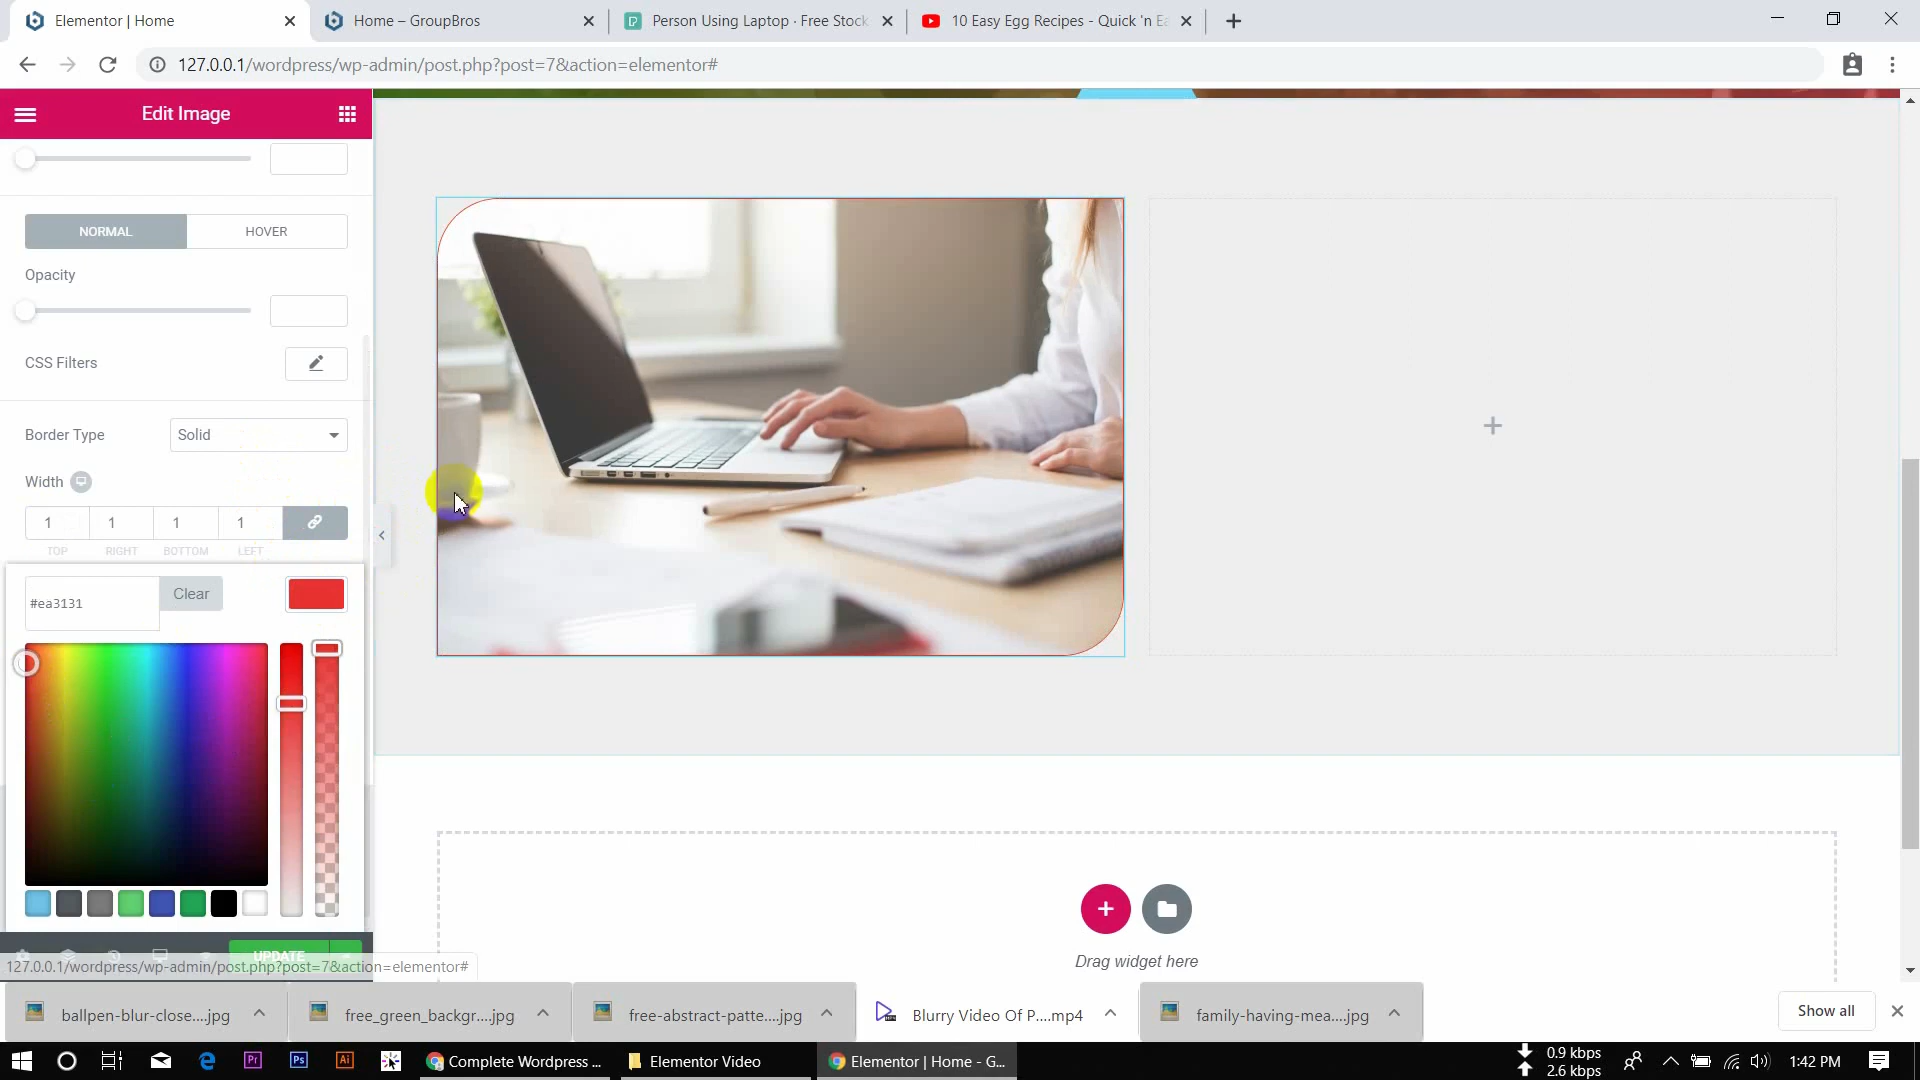 Elementor | Home
Home – GroupBros
Person Using Laptop · Free Stock
10 Easy Egg Recipes - Quick 'n Ea
127.0.0.1/wordpress/wp-admin/post.php?post=7&action=elementor#
Edit Image
NORMAL
HOVER
Opacity
CSS Filters
Border Type
Solid
Width
1
1
1
1
TOP
RIGHT
BOTTOM
LEFT
#ea3131
Clear
UPDATE
127.0.0.1/wordpress/wp-admin/post.php?post=7&action=elementor#
Drag widget here
ballpen-blur-close....jpg
free_green_backgr....jpg
free-abstract-patte....jpg
Blurry Video Of P....mp4
family-having-mea....jpg
Show all
Pr
Ps
Ai
Complete Wordpress ...
Elementor Video
Elementor | Home - G...
0.9 kbps
2.6 kbps
1:42 PM